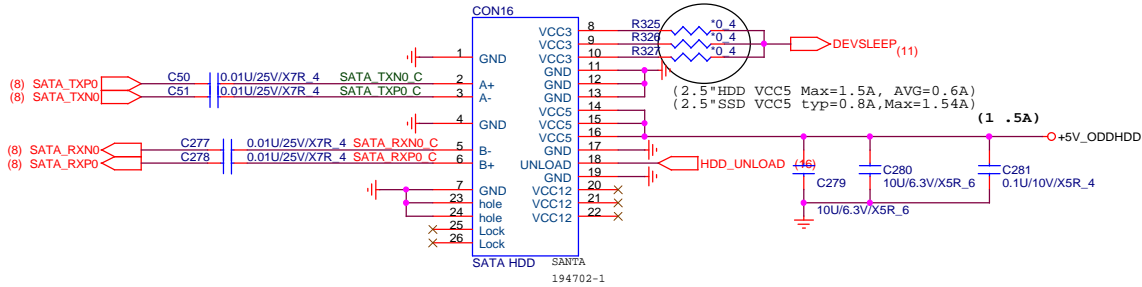 CON16
1 GND
2 A+
3 A-
4 GND
5 B-
6 B+
7 GND
23 hole
24 hole
25 Lock
26 Lock
VCC3 8
VCC3 9
VCC3 10
GND 11
GND 12
GND 13
VCC5 14
VCC5 15
VCC5 16
GND 17
UNLOAD 18
GND 19
VCC12 20
VCC12 21
VCC12 22
SATA HDD SANTA
194702-1
(8) SATA_TXP0 C50 0.01U/25V/X7R_4 SATA_TXN0_C
(8) SATA_TXN0 C51 0.01U/25V/X7R_4 SATA_TXP0_C
(8) SATA_RXN0 C277 0.01U/25V/X7R_4 SATA_RXN0_C
(8) SATA_RXP0 C278 0.01U/25V/X7R_4 SATA_RXP0_C
R325 *0_4
R326 *0_4
R327 *0_4
DEVSLEEP (11)
(2.5"HDD VCC5 Max=1.5A, AVG=0.6A)
(2.5"SSD VCC5 typ=0.8A,Max=1.54A)
(1 .5A)
+5V_ODDHDD
HDD_UNLOAD (16)
C279
10U/6.3V/X5R_6
C280
10U/6.3V/X5R_6
C281
0.1U/10V/X5R_4